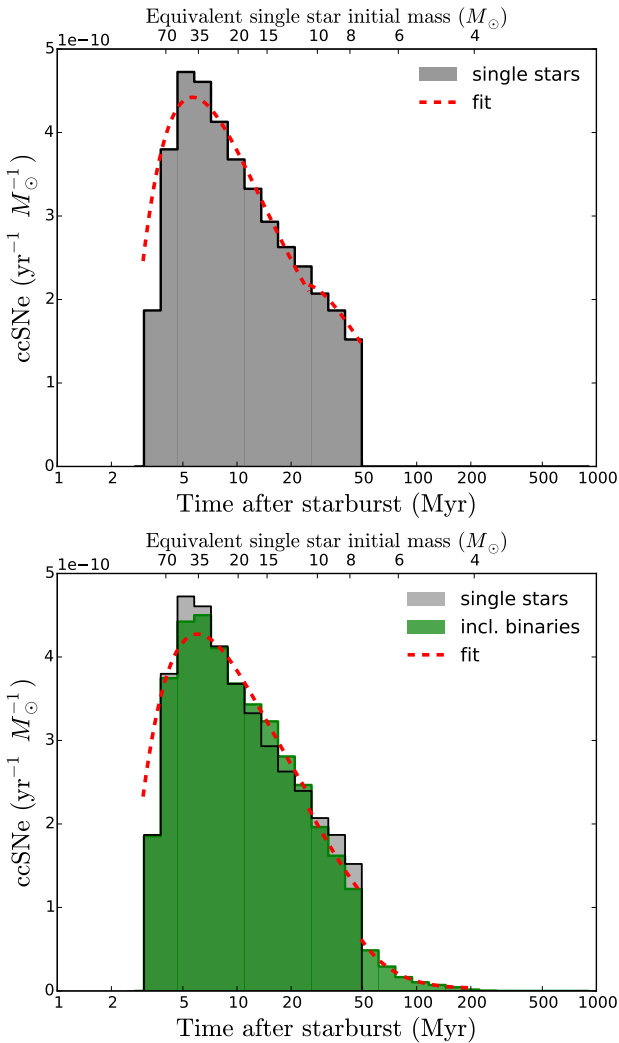 Equivalent single star initial mass (M⊙)
70 35 20 15 10 8 6 4
1e−10
single stars
fit
5
4
3
2
1
0
ccSNe (yr⁻¹ M⊙⁻¹)
1 2 5 10 20 50 100 200 500 1000
Time after starburst (Myr)
Equivalent single star initial mass (M⊙)
70 35 20 15 10 8 6 4
1e−10
single stars
incl. binaries
fit
5
4
3
2
1
0
ccSNe (yr⁻¹ M⊙⁻¹)
1 2 5 10 20 50 100 200 500 1000
Time after starburst (Myr)